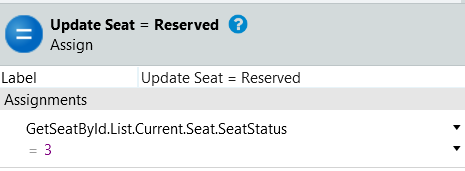 Update Seat = Reserved ?
Assign
Label Update Seat = Reserved
Assignments
GetSeatById.List.Current.Seat.SeatStatus
= 3